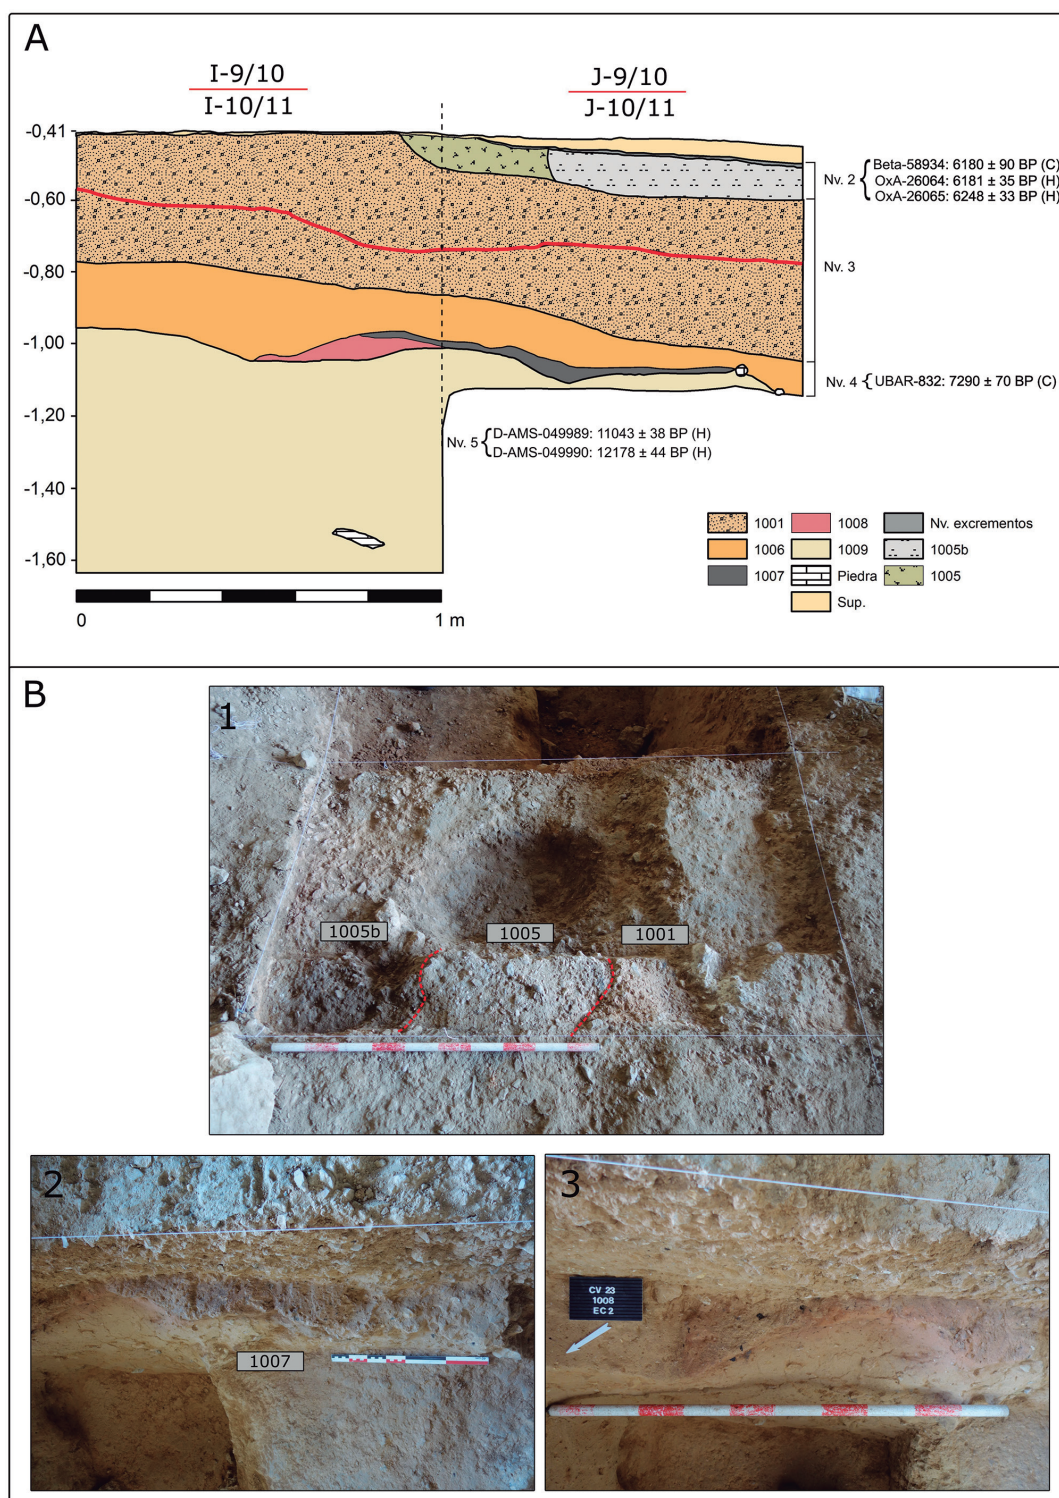 A
I-9/10
I-10/11
J-9/10
J-10/11
-0,41
-0,60
-0,80
-1,00
-1,20
-1,40
-1,60
Nv. 2
Beta-58934: 6180 ± 90 BP (C)
OxA-26064: 6181 ± 35 BP (H)
OxA-26065: 6248 ± 33 BP (H)
Nv. 3
Nv. 4
UBAR-832: 7290 ± 70 BP (C)
Nv. 5
D-AMS-049989: 11043 ± 38 BP (H)
D-AMS-049990: 12178 ± 44 BP (H)
1001
1008
Nv. excrementos
1006
1009
1005b
1007
Piedra
1005
Sup.
0
1 m
B
1
1005b
1005
1001
2
1007
3
CV 23
1008
EC 2